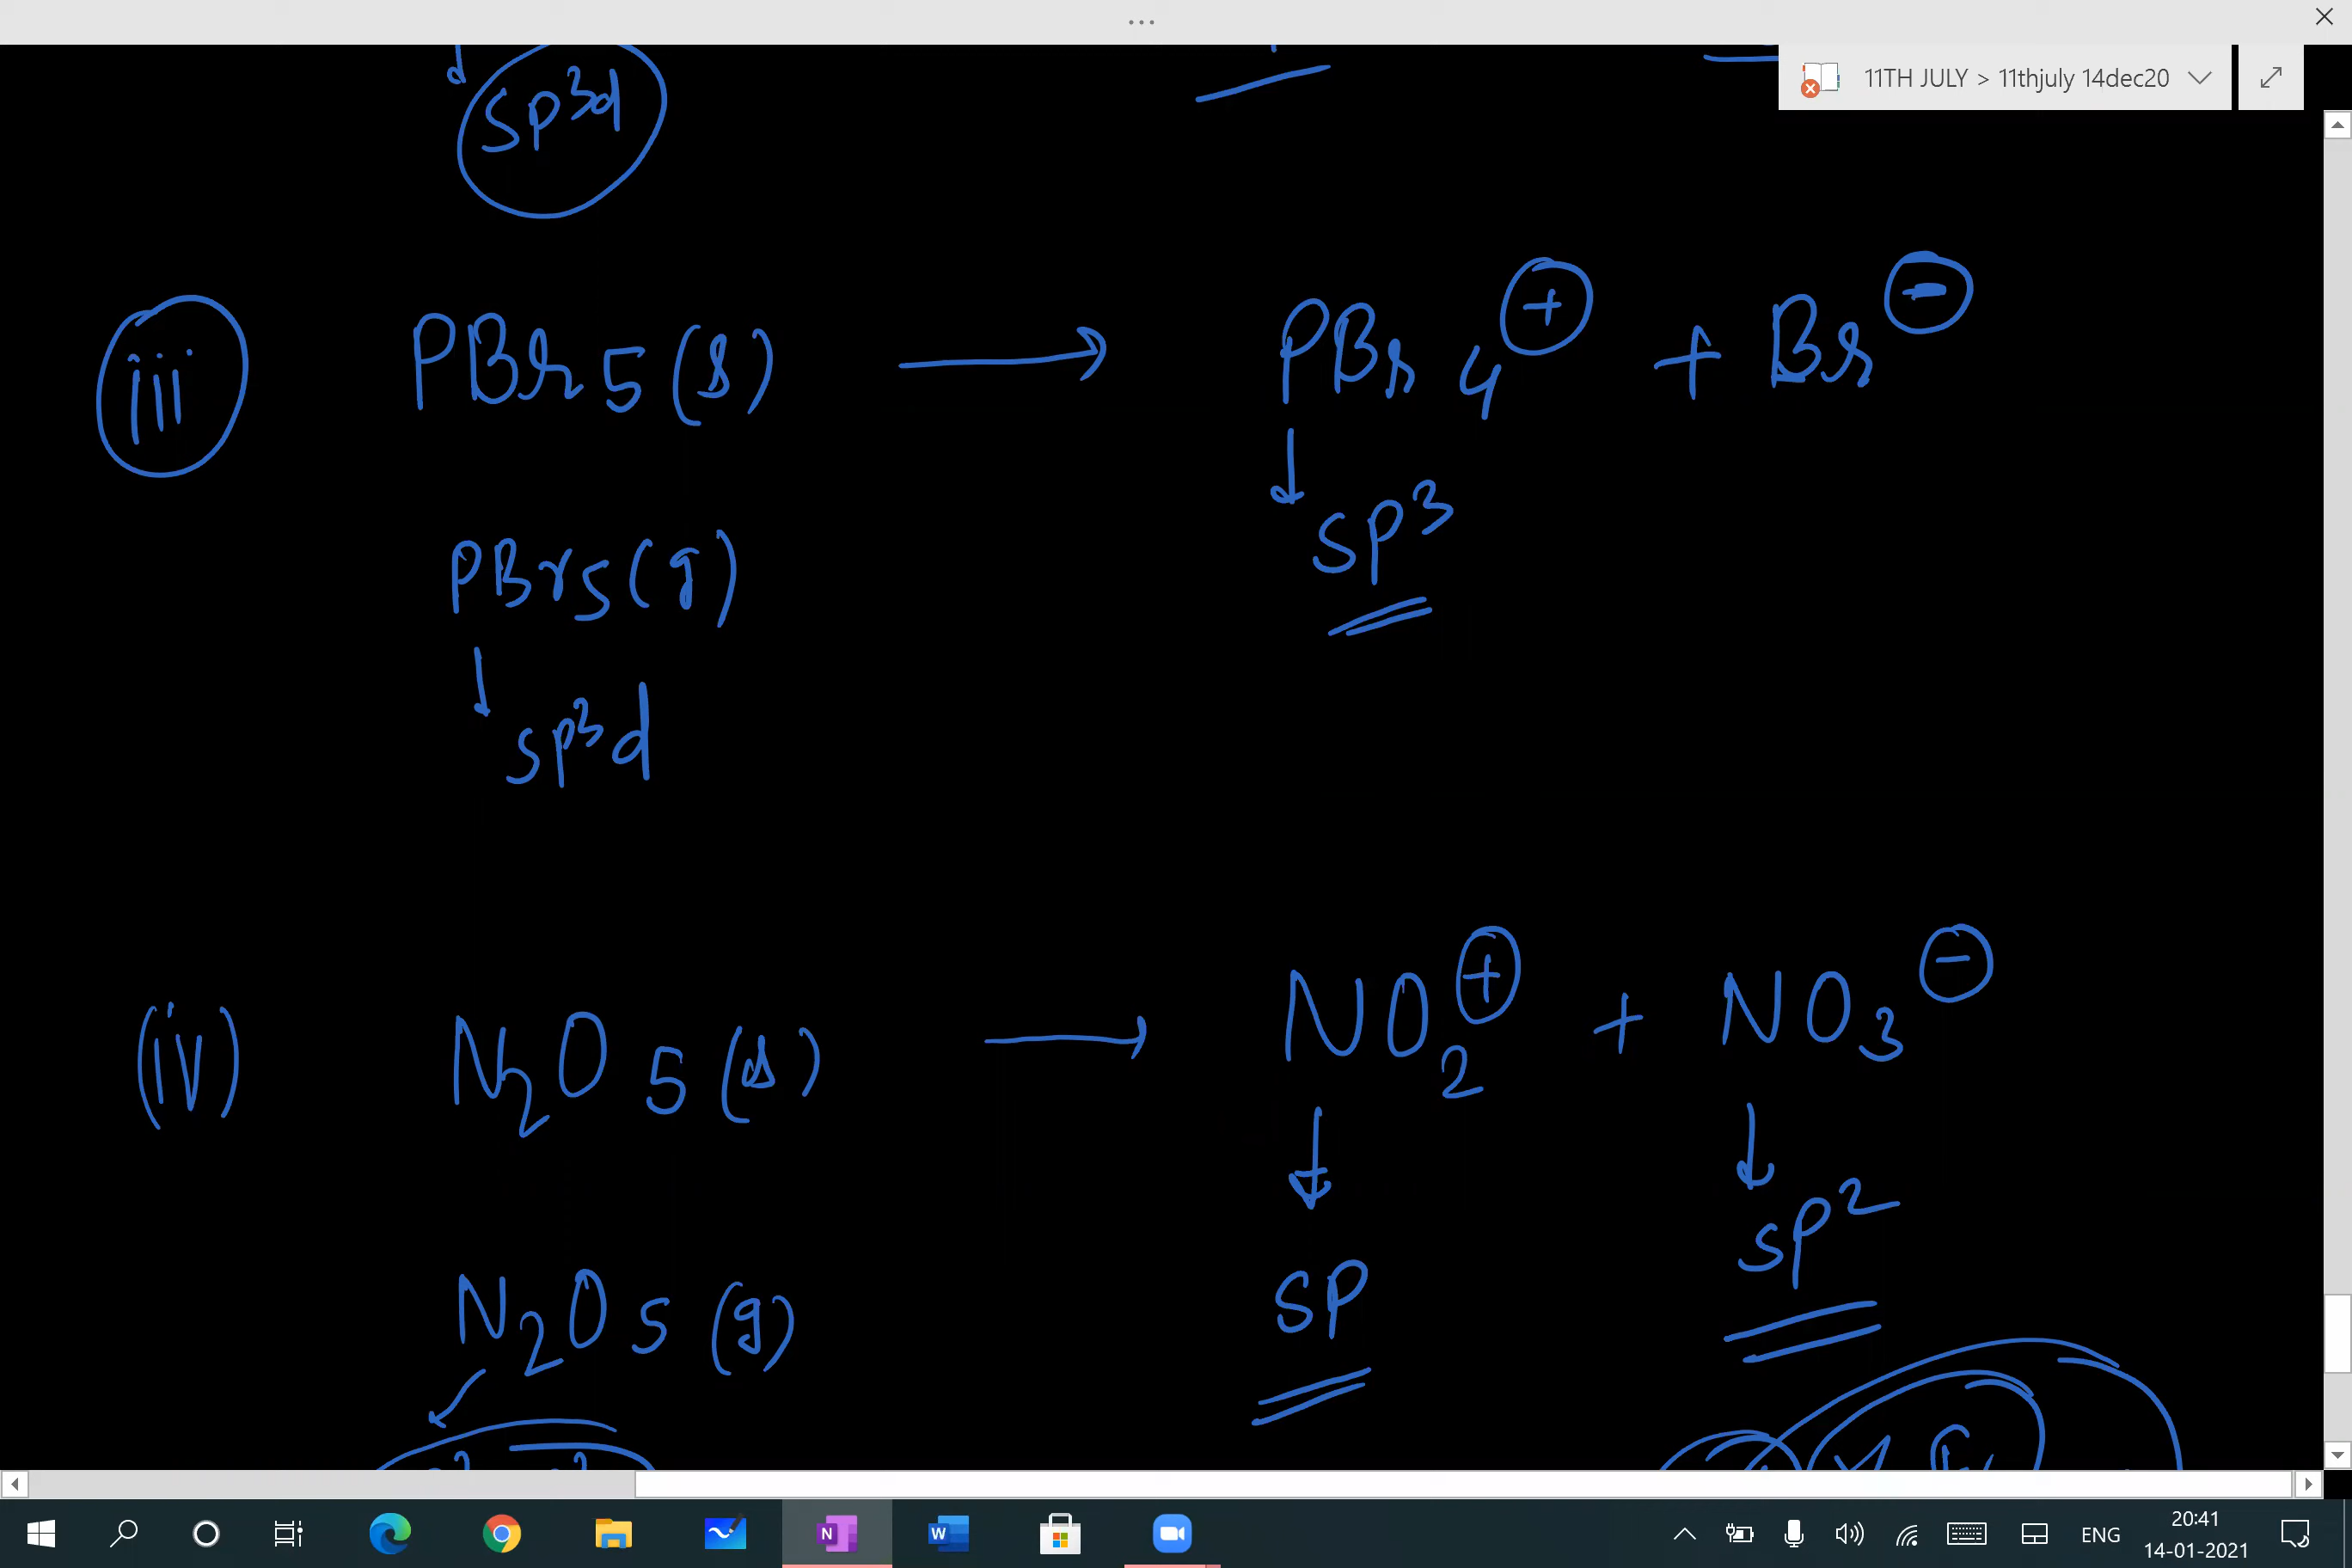 ...
11TH JULY > 11thjuly 14dec20
sp³d
iii PBr₅(s) → PBr₄⊕ + Br⊖
sp³
PBr₅(g)
sp³d
(iv) N₂O₅(s) → NO₂⊕ + NO₃⊖
sp²
N₂O₅(g) sp
ENG
20:41
14-01-2021